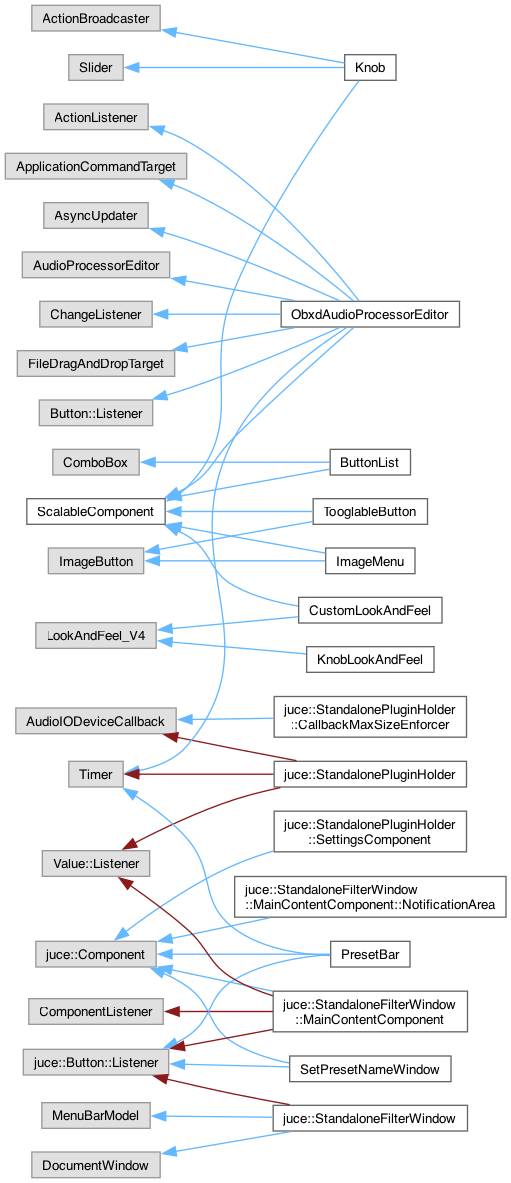 ActionBroadcaster
Slider
Knob
ActionListener
ApplicationCommandTarget
AsyncUpdater
AudioProcessorEditor
ChangeListener
ObxdAudioProcessorEditor
FileDragAndDropTarget
Button::Listener
ComboBox
ButtonList
ScalableComponent
TooglableButton
ImageButton
ImageMenu
CustomLookAndFeel
LookAndFeel_V4
KnobLookAndFeel
juce::StandalonePluginHolder
::CallbackMaxSizeEnforcer
AudioIODeviceCallback
Timer
juce::StandalonePluginHolder
juce::StandalonePluginHolder
::SettingsComponent
Value::Listener
juce::StandaloneFilterWindow
::MainContentComponent::NotificationArea
juce::Component
PresetBar
ComponentListener
juce::StandaloneFilterWindow
::MainContentComponent
juce::Button::Listener
SetPresetNameWindow
MenuBarModel
juce::StandaloneFilterWindow
DocumentWindow